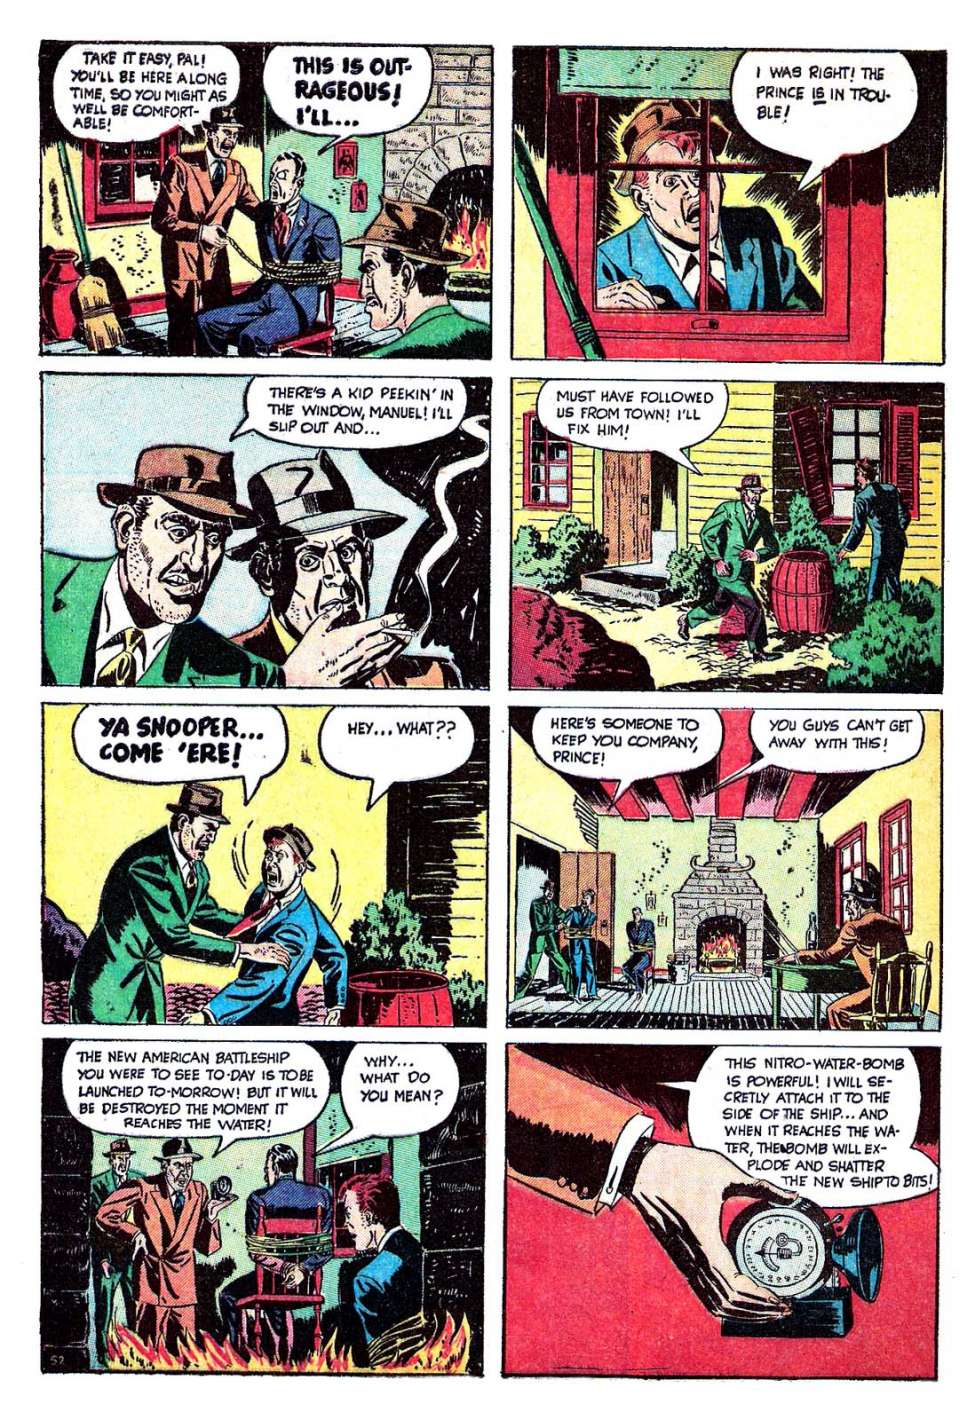 TAKE IT EASY, PAL!
YOU'LL BE HERE A LONG
TIME, SO YOU MIGHT AS
WELL BE COMFORT-
ABLE!
THIS IS OUT-
RAGEOUS!
I'LL...
I WAS RIGHT! THE
PRINCE IS IN TROU-
BLE!
THERE'S A KID PEEKIN' IN
THE WINDOW, MANUEL! I'LL
SLIP OUT AND...
MUST HAVE FOLLOWED
US FROM TOWN! I'LL
FIX HIM!
YA SNOOPER...
COME 'ERE!
HEY... WHAT??
HERE'S SOMEONE TO
KEEP YOU COMPANY,
PRINCE!
YOU GUYS CAN'T GET
AWAY WITH THIS!
THE NEW AMERICAN BATTLESHIP
YOU WERE TO SEE TO-DAY IS TO BE
LAUNCHED TO-MORROW! BUT IT WILL
BE DESTROYED THE MOMENT IT
REACHES THE WATER!
WHY...
WHAT DO
YOU MEAN?
52
THIS NITRO-WATER-BOMB
IS POWERFUL! I WILL SE-
CRETLY ATTACH IT TO THE
SIDE OF THE SHIP... AND
WHEN IT REACHES THE WA-
TER, THE BOMB WILL EX-
PLODE AND SHATTER
THE NEW SHIP TO BITS!